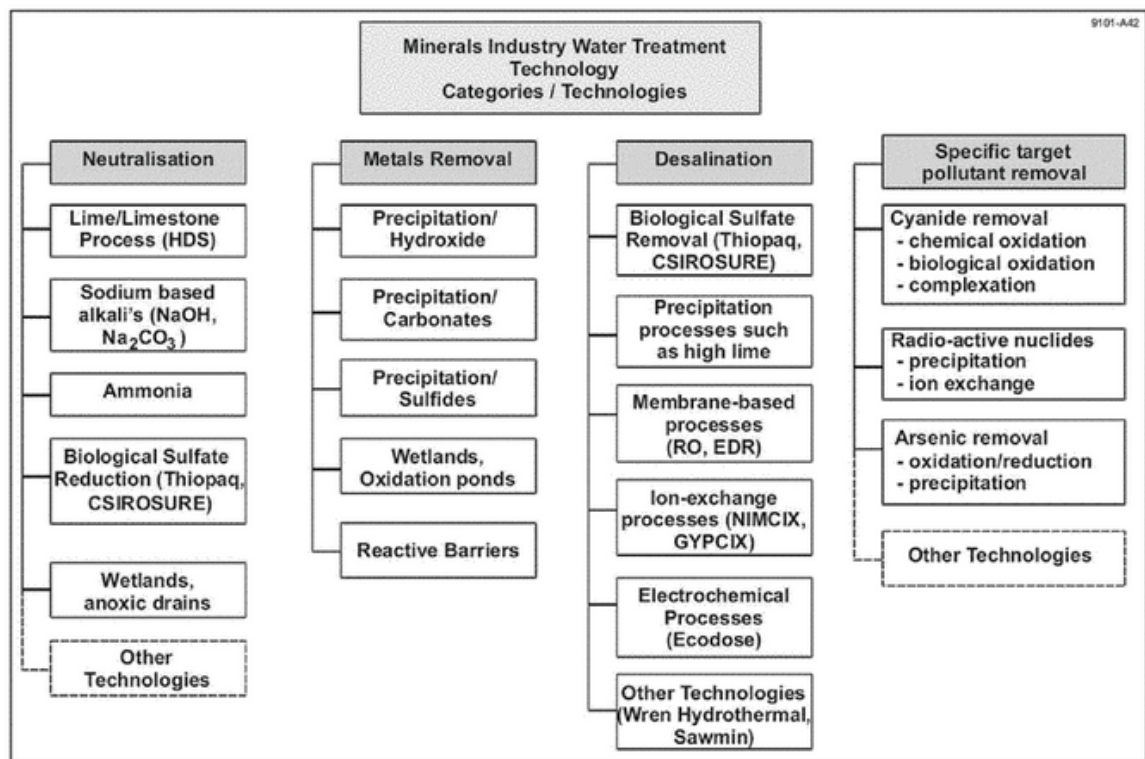 9101-A42
Minerals Industry Water Treatment
Technology
Categories / Technologies
Neutralisation
Lime/Limestone
Process (HDS)
Sodium based
alkali's (NaOH,
Na₂CO₃)
Ammonia
Biological Sulfate
Reduction (Thiopaq,
CSIROSURE)
Wetlands,
anoxic drains
Other
Technologies
Metals Removal
Precipitation/
Hydroxide
Precipitation/
Carbonates
Precipitation/
Sulfides
Wetlands,
Oxidation ponds
Reactive Barriers
Desalination
Biological Sulfate
Removal (Thiopaq,
CSIROSURE)
Precipitation
processes such
as high lime
Membrane-based
processes
(RO, EDR)
Ion-exchange
processes (NIMCIX,
GYPCIX)
Electrochemical
Processes
(Ecodose)
Other Technologies
(Wren Hydrothermal,
Sawmin)
Specific target
pollutant removal
Cyanide removal
- chemical oxidation
- biological oxidation
- complexation
Radio-active nuclides
- precipitation
- ion exchange
Arsenic removal
- oxidation/reduction
- precipitation
Other Technologies